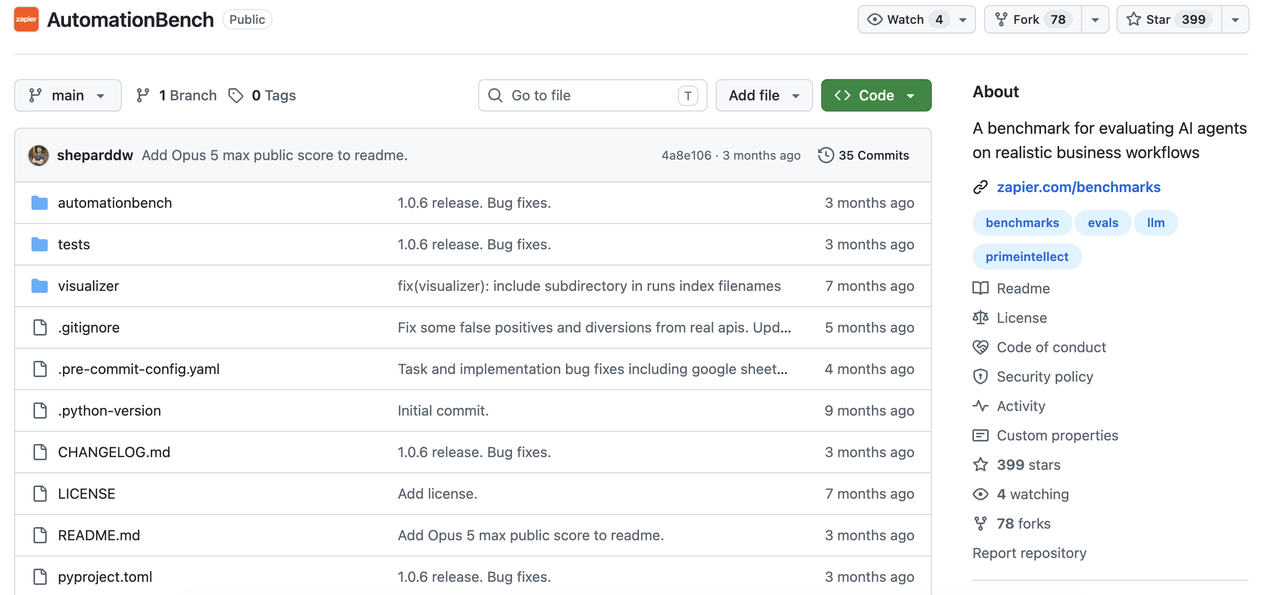 zapier AutomationBench Public Watch 4 Fork 78 Star 399
main 1 Branch 0 Tags Go to file T Add file Code
sheparddw Add Opus 5 max public score to readme. 4a8e106 · 3 months ago 35 Commits
automationbench 1.0.6 release. Bug fixes. 3 months ago
tests 1.0.6 release. Bug fixes. 3 months ago
visualizer fix(visualizer): include subdirectory in runs index filenames 7 months ago
.gitignore Fix some false positives and diversions from real apis. Upd... 5 months ago
.pre-commit-config.yaml Task and implementation bug fixes including google sheet... 4 months ago
.python-version Initial commit. 9 months ago
CHANGELOG.md 1.0.6 release. Bug fixes. 3 months ago
LICENSE Add license. 7 months ago
README.md Add Opus 5 max public score to readme. 3 months ago
pyproject.toml 1.0.6 release. Bug fixes. 3 months ago
About
A benchmark for evaluating AI agents
on realistic business workflows
zapier.com/benchmarks
benchmarks evals llm
primeintellect
Readme
License
Code of conduct
Security policy
Activity
Custom properties
399 stars
4 watching
78 forks
Report repository